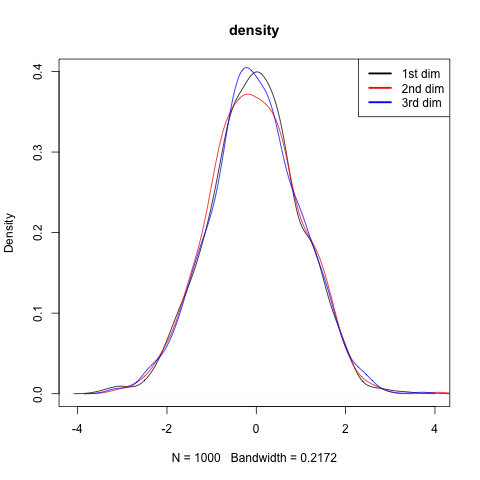 density
1st dim
2nd dim
3rd dim
Density
0.4
0.3
0.2
0.1
0.0
-4 -2 0 2 4
N = 1000 Bandwidth = 0.2172